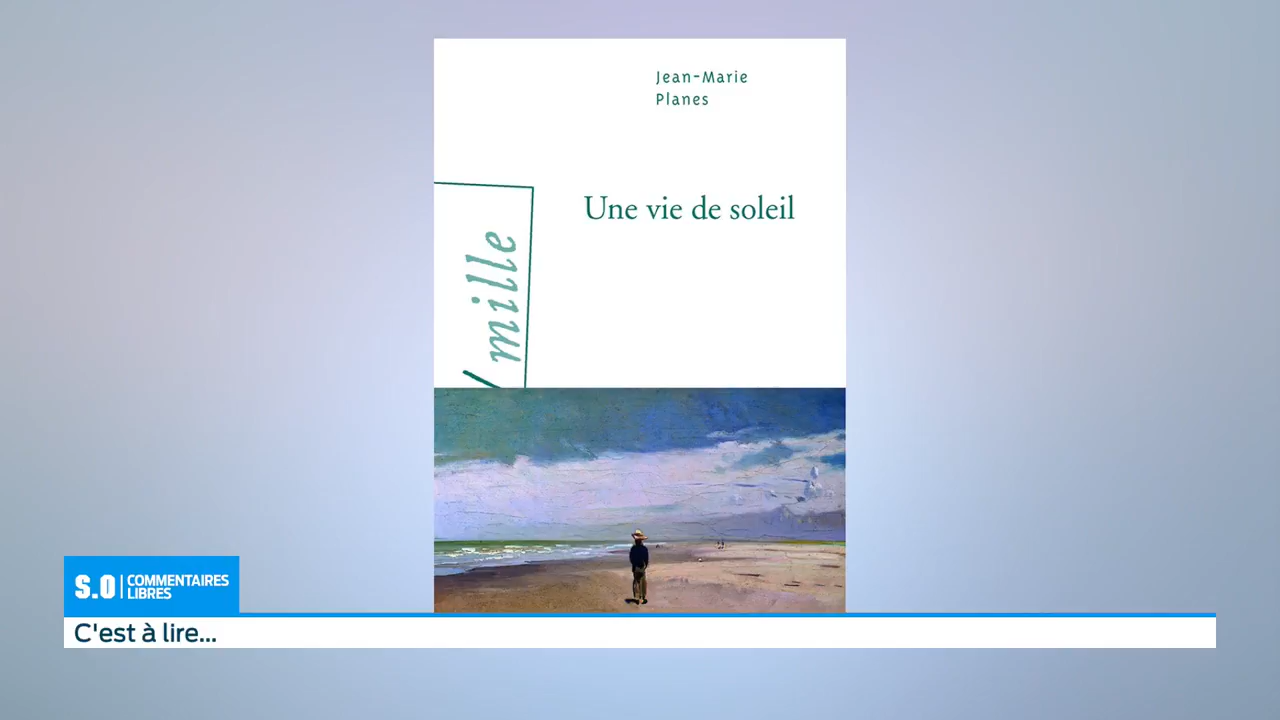 Jean-Marie
Planes
Une vie de soleil
/ mille
S.O | COMMENTAIRES
LIBRES
C'est à lire...